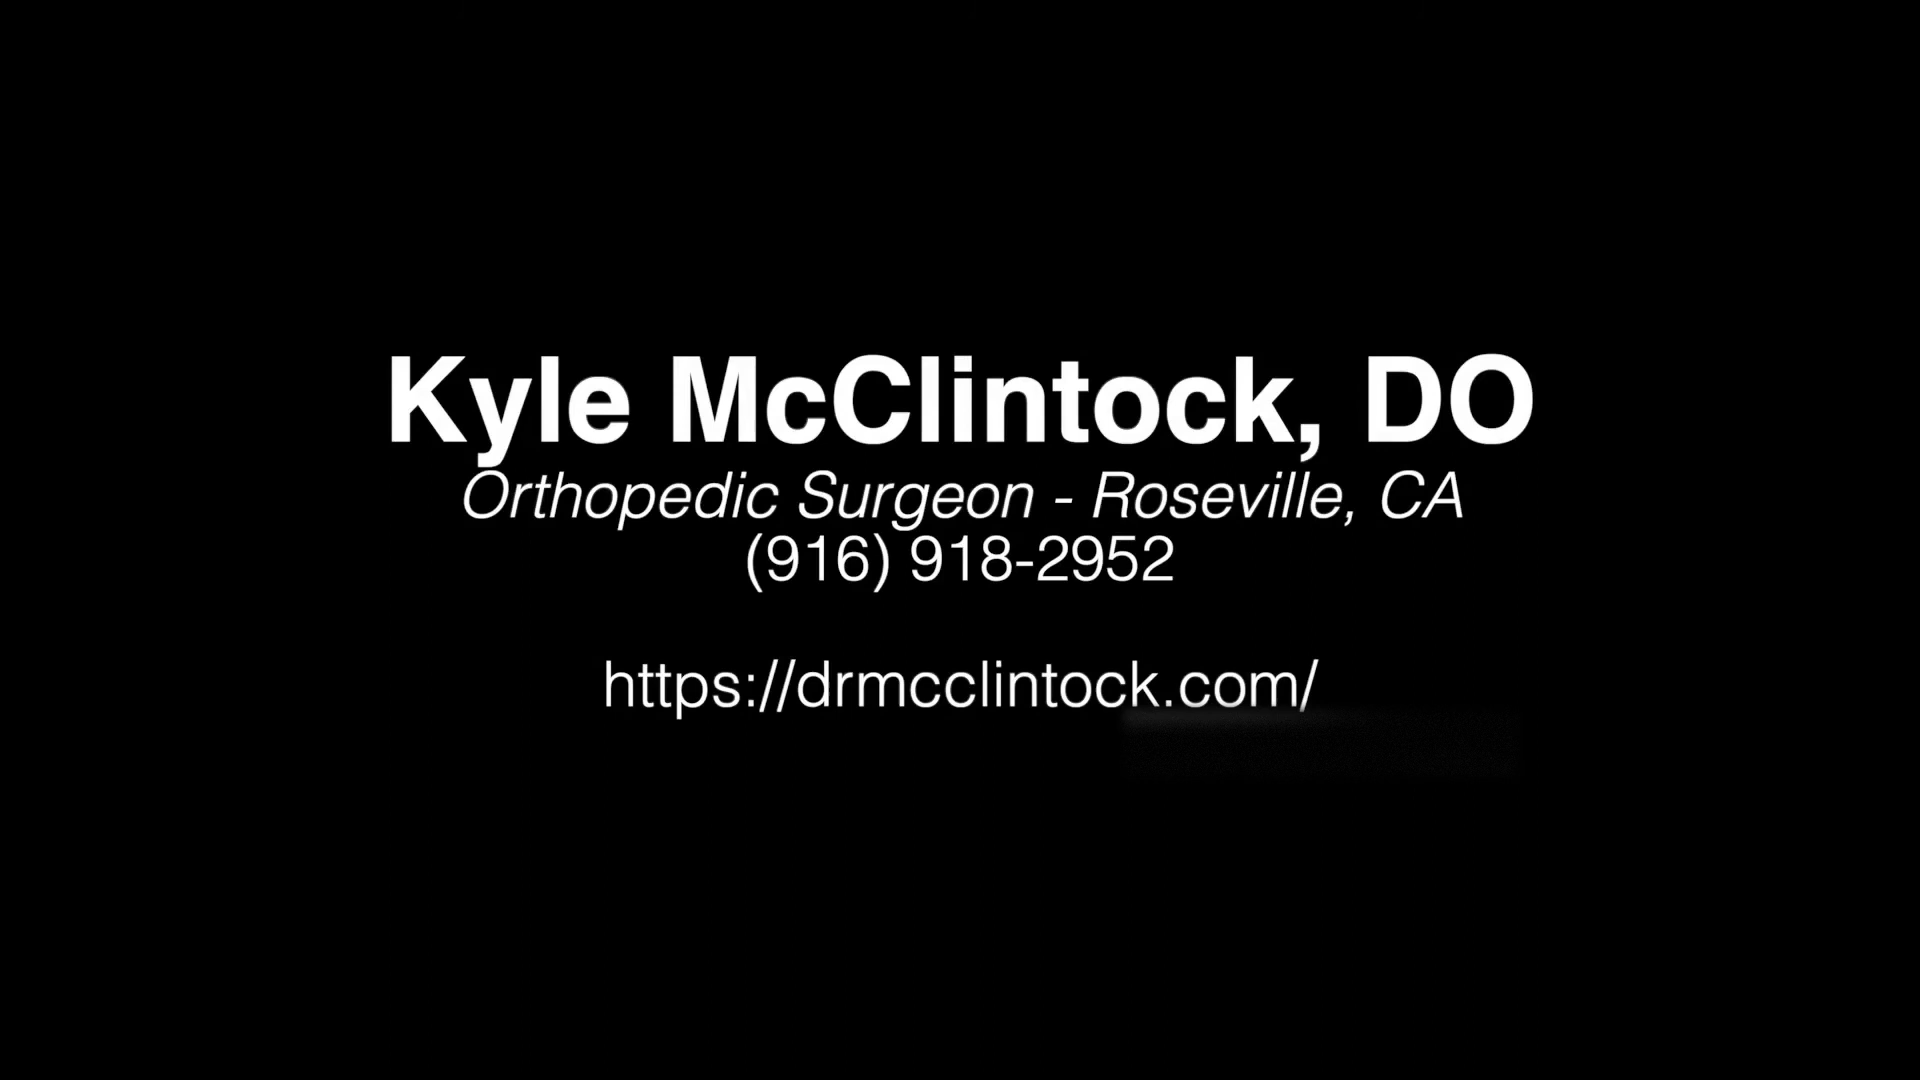 Kyle McClintock, DO
Orthopedic Surgeon - Roseville, CA
(916) 918-2952
https://drmcclintock.com/